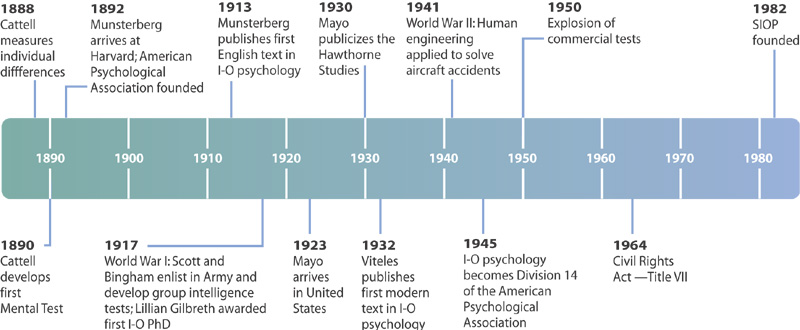 1888
Cattell
measures
individual
diffferences
1892
Munsterberg
arrives at
Harvard; American
Psychological
Association founded
1913
Munsterberg
publishes first
English text in
I-O psychology
1930
Mayo
publicizes the
Hawthorne
Studies
1941
World War II: Human
engineering
applied to solve
aircraft accidents
1950
Explosion of
commercial tests
1982
SIOP
founded
1890
1900
1910
1920
1930
1940
1950
1960
1970
1980
1890
Cattell
develops
first
Mental Test
1917
World War I: Scott and
Bingham enlist in Army and
develop group intelligence
tests; Lillian Gilbreth awarded
first I-O PhD
1923
Mayo
arrives
in United
States
1932
Viteles
publishes
first modern
text in I-O
psychology
1945
I-O psychology
becomes Division 14
of the American
Psychological
Association
1964
Civil Rights
Act —Title VII